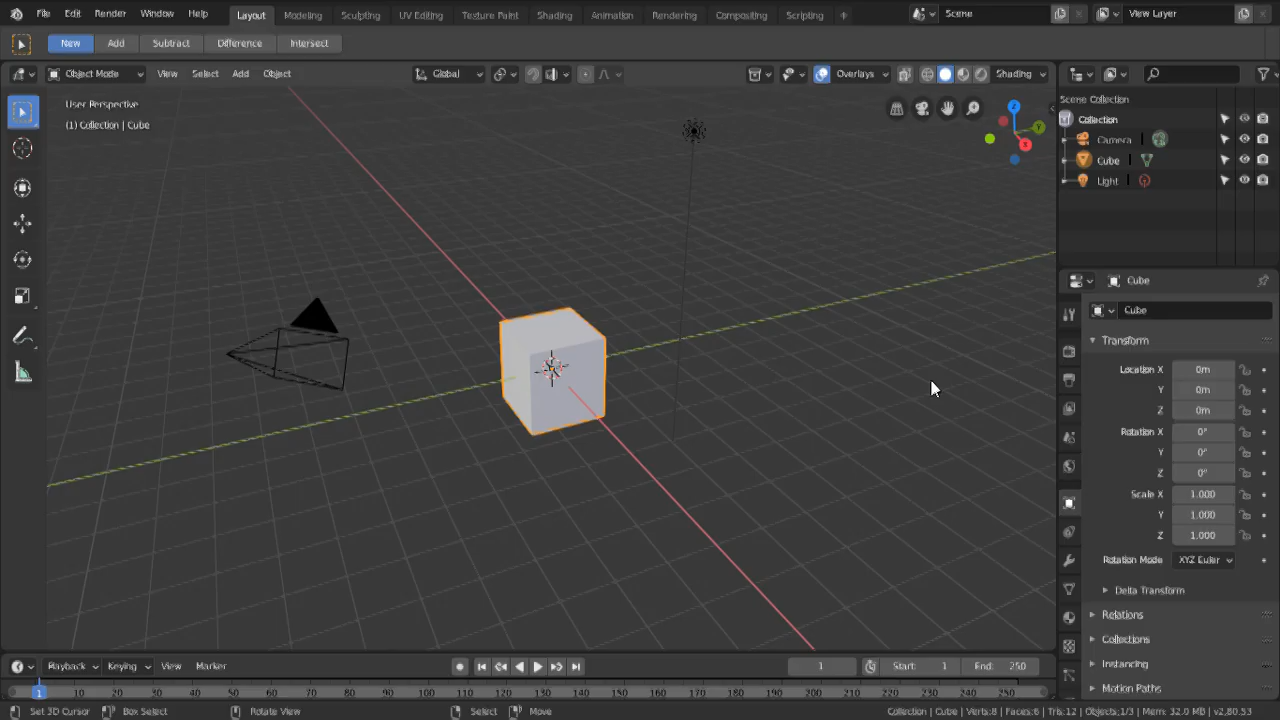 File Edit Render Window Help Layout Modeling Sculpting UV Editing Texture Paint Shading Animation Rendering Compositing Scripting + Scene View Layer
New Add Subtract Difference Intersect
Object Mode View Select Add Object Global Overlays Shading
User Perspective
(1) Collection | Cube
Z
Y
X
Scene Collection
Collection
Camera
Cube
Light
Cube
Cube
Transform
Location X 0m
Y 0m
Z 0m
Rotation X 0°
Y 0°
Z 0°
Scale X 1.000
Y 1.000
Z 1.000
Rotation Mode XYZ Euler
Delta Transform
Relations
Collections
Instancing
Motion Paths
Playback Keying View Marker 1 Start: 1 End: 250
1 10 20 30 40 50 60 70 80 90 100 110 120 130 140 150 160 170 180 190 200 210 220 230 240 250
Set 3D Cursor Box Select Rotate View Select Move Collection | Cube | Verts:8 | Faces:6 | Tris:12 | Objects:1/3 | Mem: 32.0 MB | v2.80.53